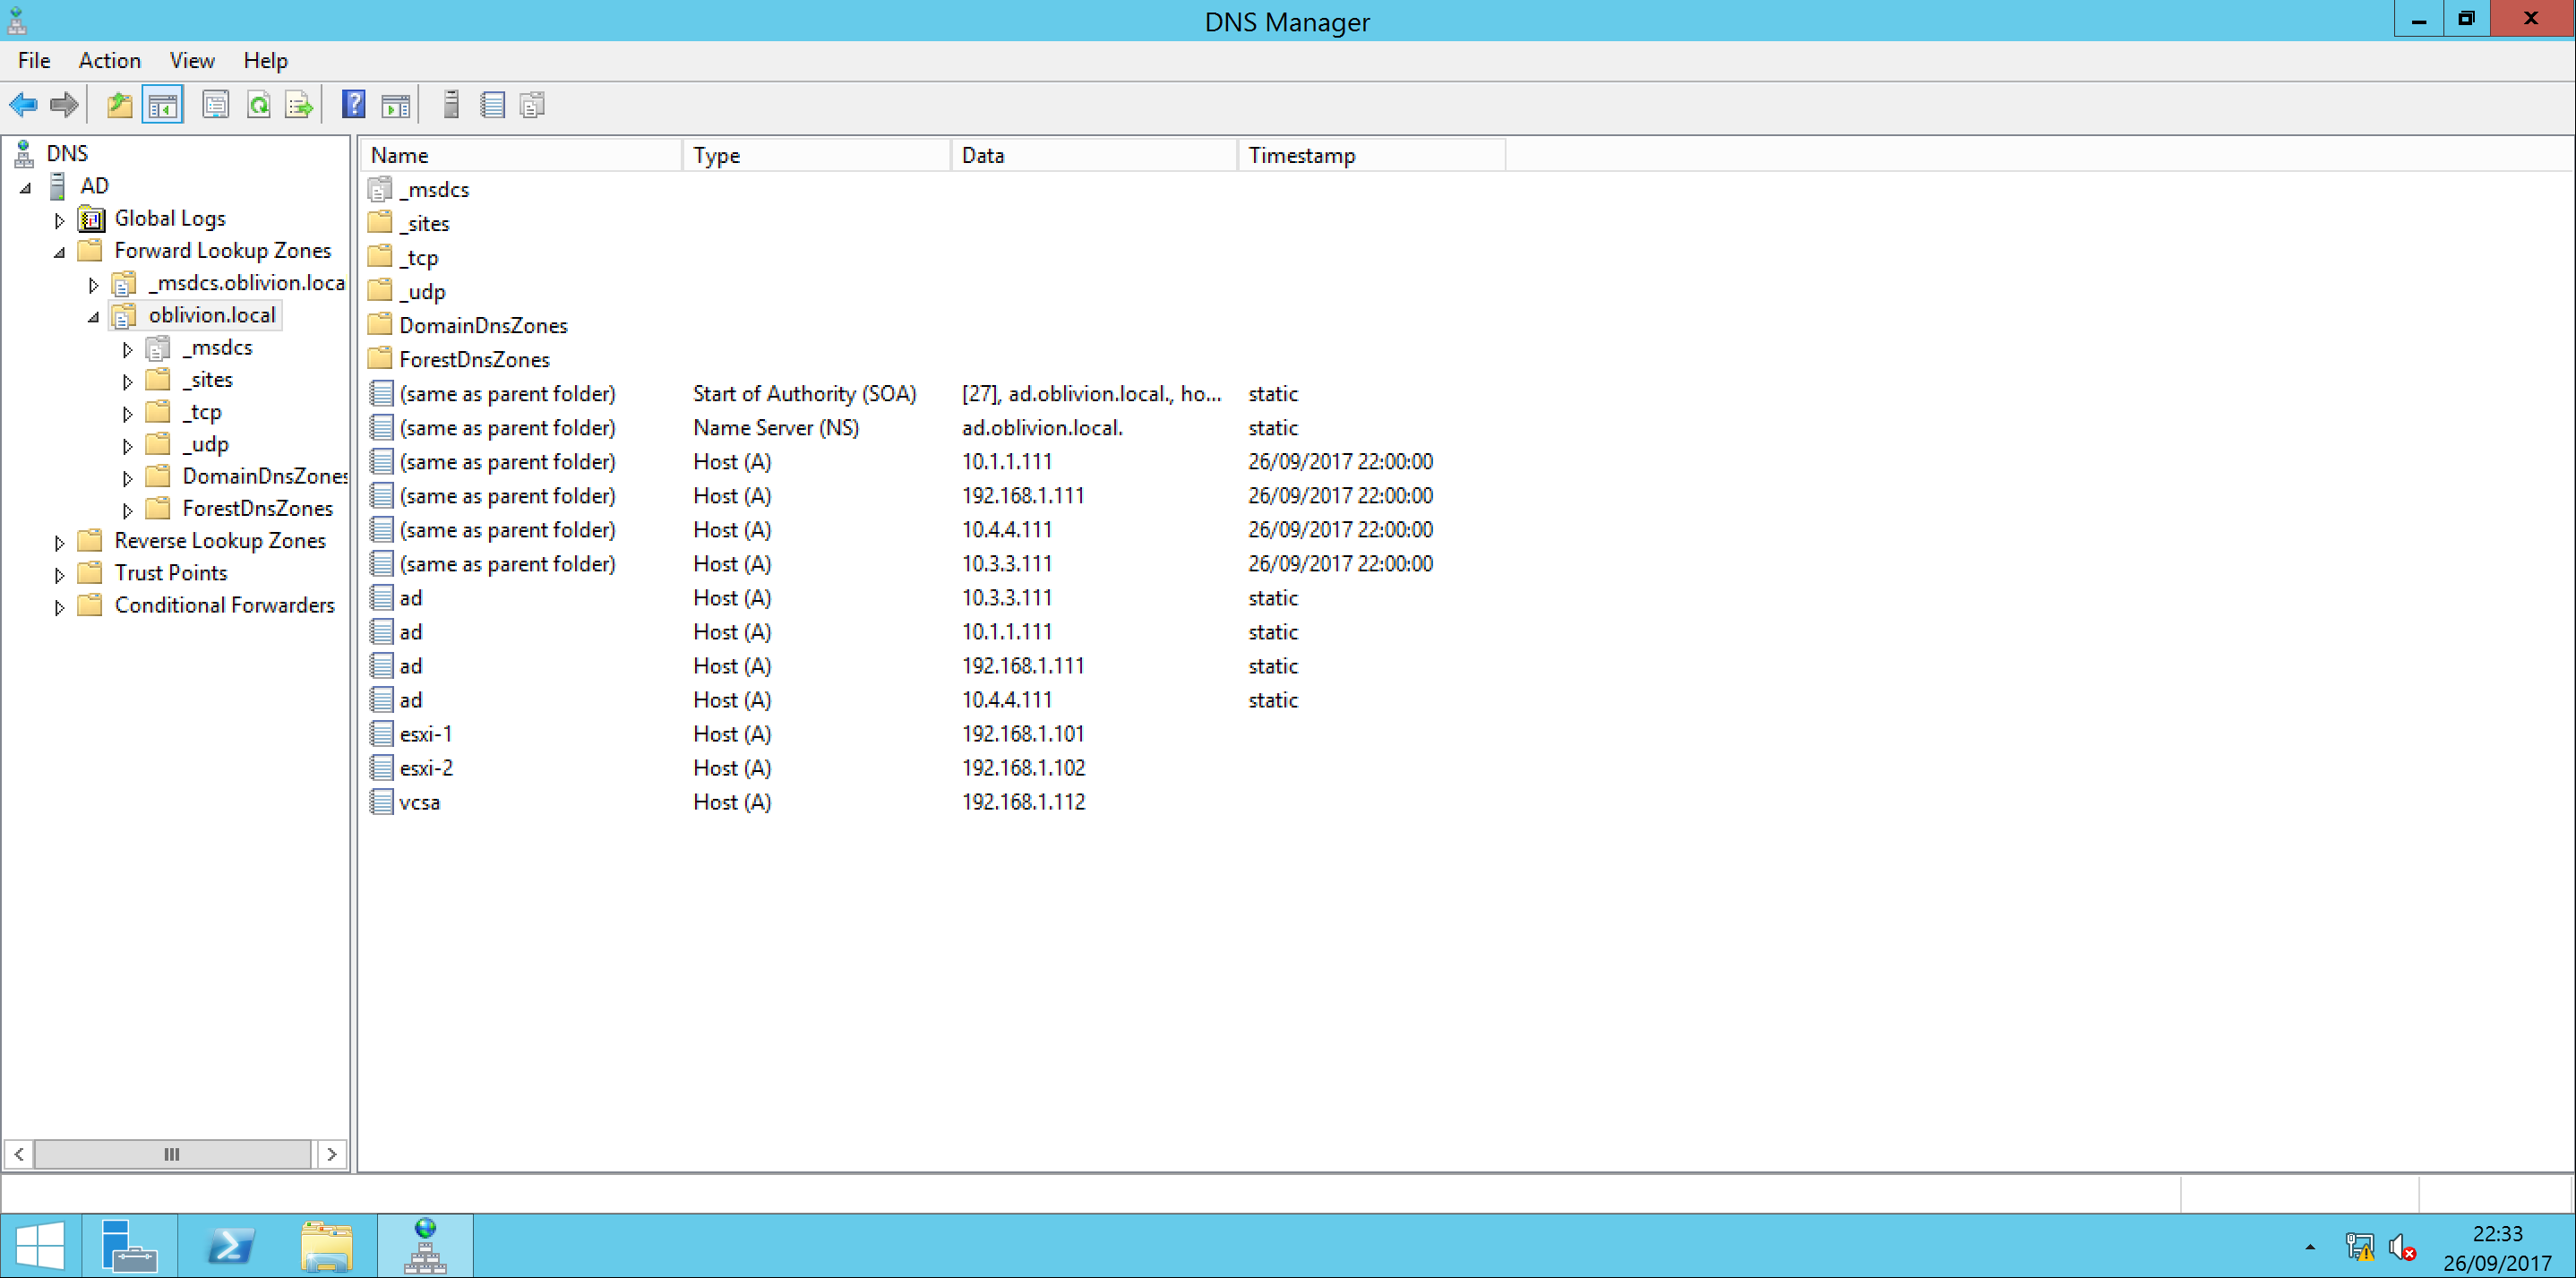 DNS Manager
File Action View Help
DNS
AD
Global Logs
Forward Lookup Zones
_msdcs.oblivion.loca
oblivion.local
_msdcs
_sites
_tcp
_udp
DomainDnsZones
ForestDnsZones
Reverse Lookup Zones
Trust Points
Conditional Forwarders
Name Type Data Timestamp
_msdcs
_sites
_tcp
_udp
DomainDnsZones
ForestDnsZones
(same as parent folder) Start of Authority (SOA) [27], ad.oblivion.local., ho... static
(same as parent folder) Name Server (NS) ad.oblivion.local. static
(same as parent folder) Host (A) 10.1.1.111 26/09/2017 22:00:00
(same as parent folder) Host (A) 192.168.1.111 26/09/2017 22:00:00
(same as parent folder) Host (A) 10.4.4.111 26/09/2017 22:00:00
(same as parent folder) Host (A) 10.3.3.111 26/09/2017 22:00:00
ad Host (A) 10.3.3.111 static
ad Host (A) 10.1.1.111 static
ad Host (A) 192.168.1.111 static
ad Host (A) 10.4.4.111 static
esxi-1 Host (A) 192.168.1.101
esxi-2 Host (A) 192.168.1.102
vcsa Host (A) 192.168.1.112
22:33
26/09/2017